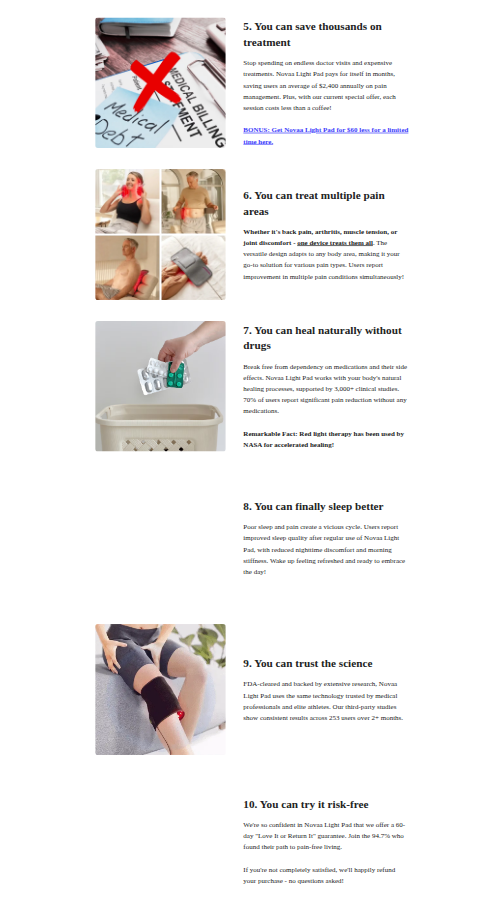 MEDICAL BILLING
STATEMENT
Medical
Debt
5. You can save thousands on
treatment
Stop spending on endless doctor visits and expensive
treatments. Novaa Light Pad pays for itself in months,
saving users an average of $2,400 annually on pain
management. Plus, with our current special offer, each
session costs less than a coffee!
BONUS: Get Novaa Light Pad for $60 less for a limited
time here.
6. You can treat multiple pain
areas
Whether it's back pain, arthritis, muscle tension, or
joint discomfort - one device treats them all. The
versatile design adapts to any body area, making it your
go-to solution for various pain types. Users report
improvement in multiple pain conditions simultaneously!
7. You can heal naturally without
drugs
Break free from dependency on medications and their side
effects. Novaa Light Pad works with your body's natural
healing processes, supported by 3,000+ clinical studies.
70% of users report significant pain reduction without any
medications.
Remarkable Fact: Red light therapy has been used by
NASA for accelerated healing!
8. You can finally sleep better
Poor sleep and pain create a vicious cycle. Users report
improved sleep quality after regular use of Novaa Light
Pad, with reduced nighttime discomfort and morning
stiffness. Wake up feeling refreshed and ready to embrace
the day!
9. You can trust the science
FDA-cleared and backed by extensive research, Novaa
Light Pad uses the same technology trusted by medical
professionals and elite athletes. Our third-party studies
show consistent results across 253 users over 2+ months.
10. You can try it risk-free
We're so confident in Novaa Light Pad that we offer a 60-
day "Love It or Return It" guarantee. Join the 94.7% who
found their path to pain-free living.
If you're not completely satisfied, we'll happily refund
your purchase - no questions asked!